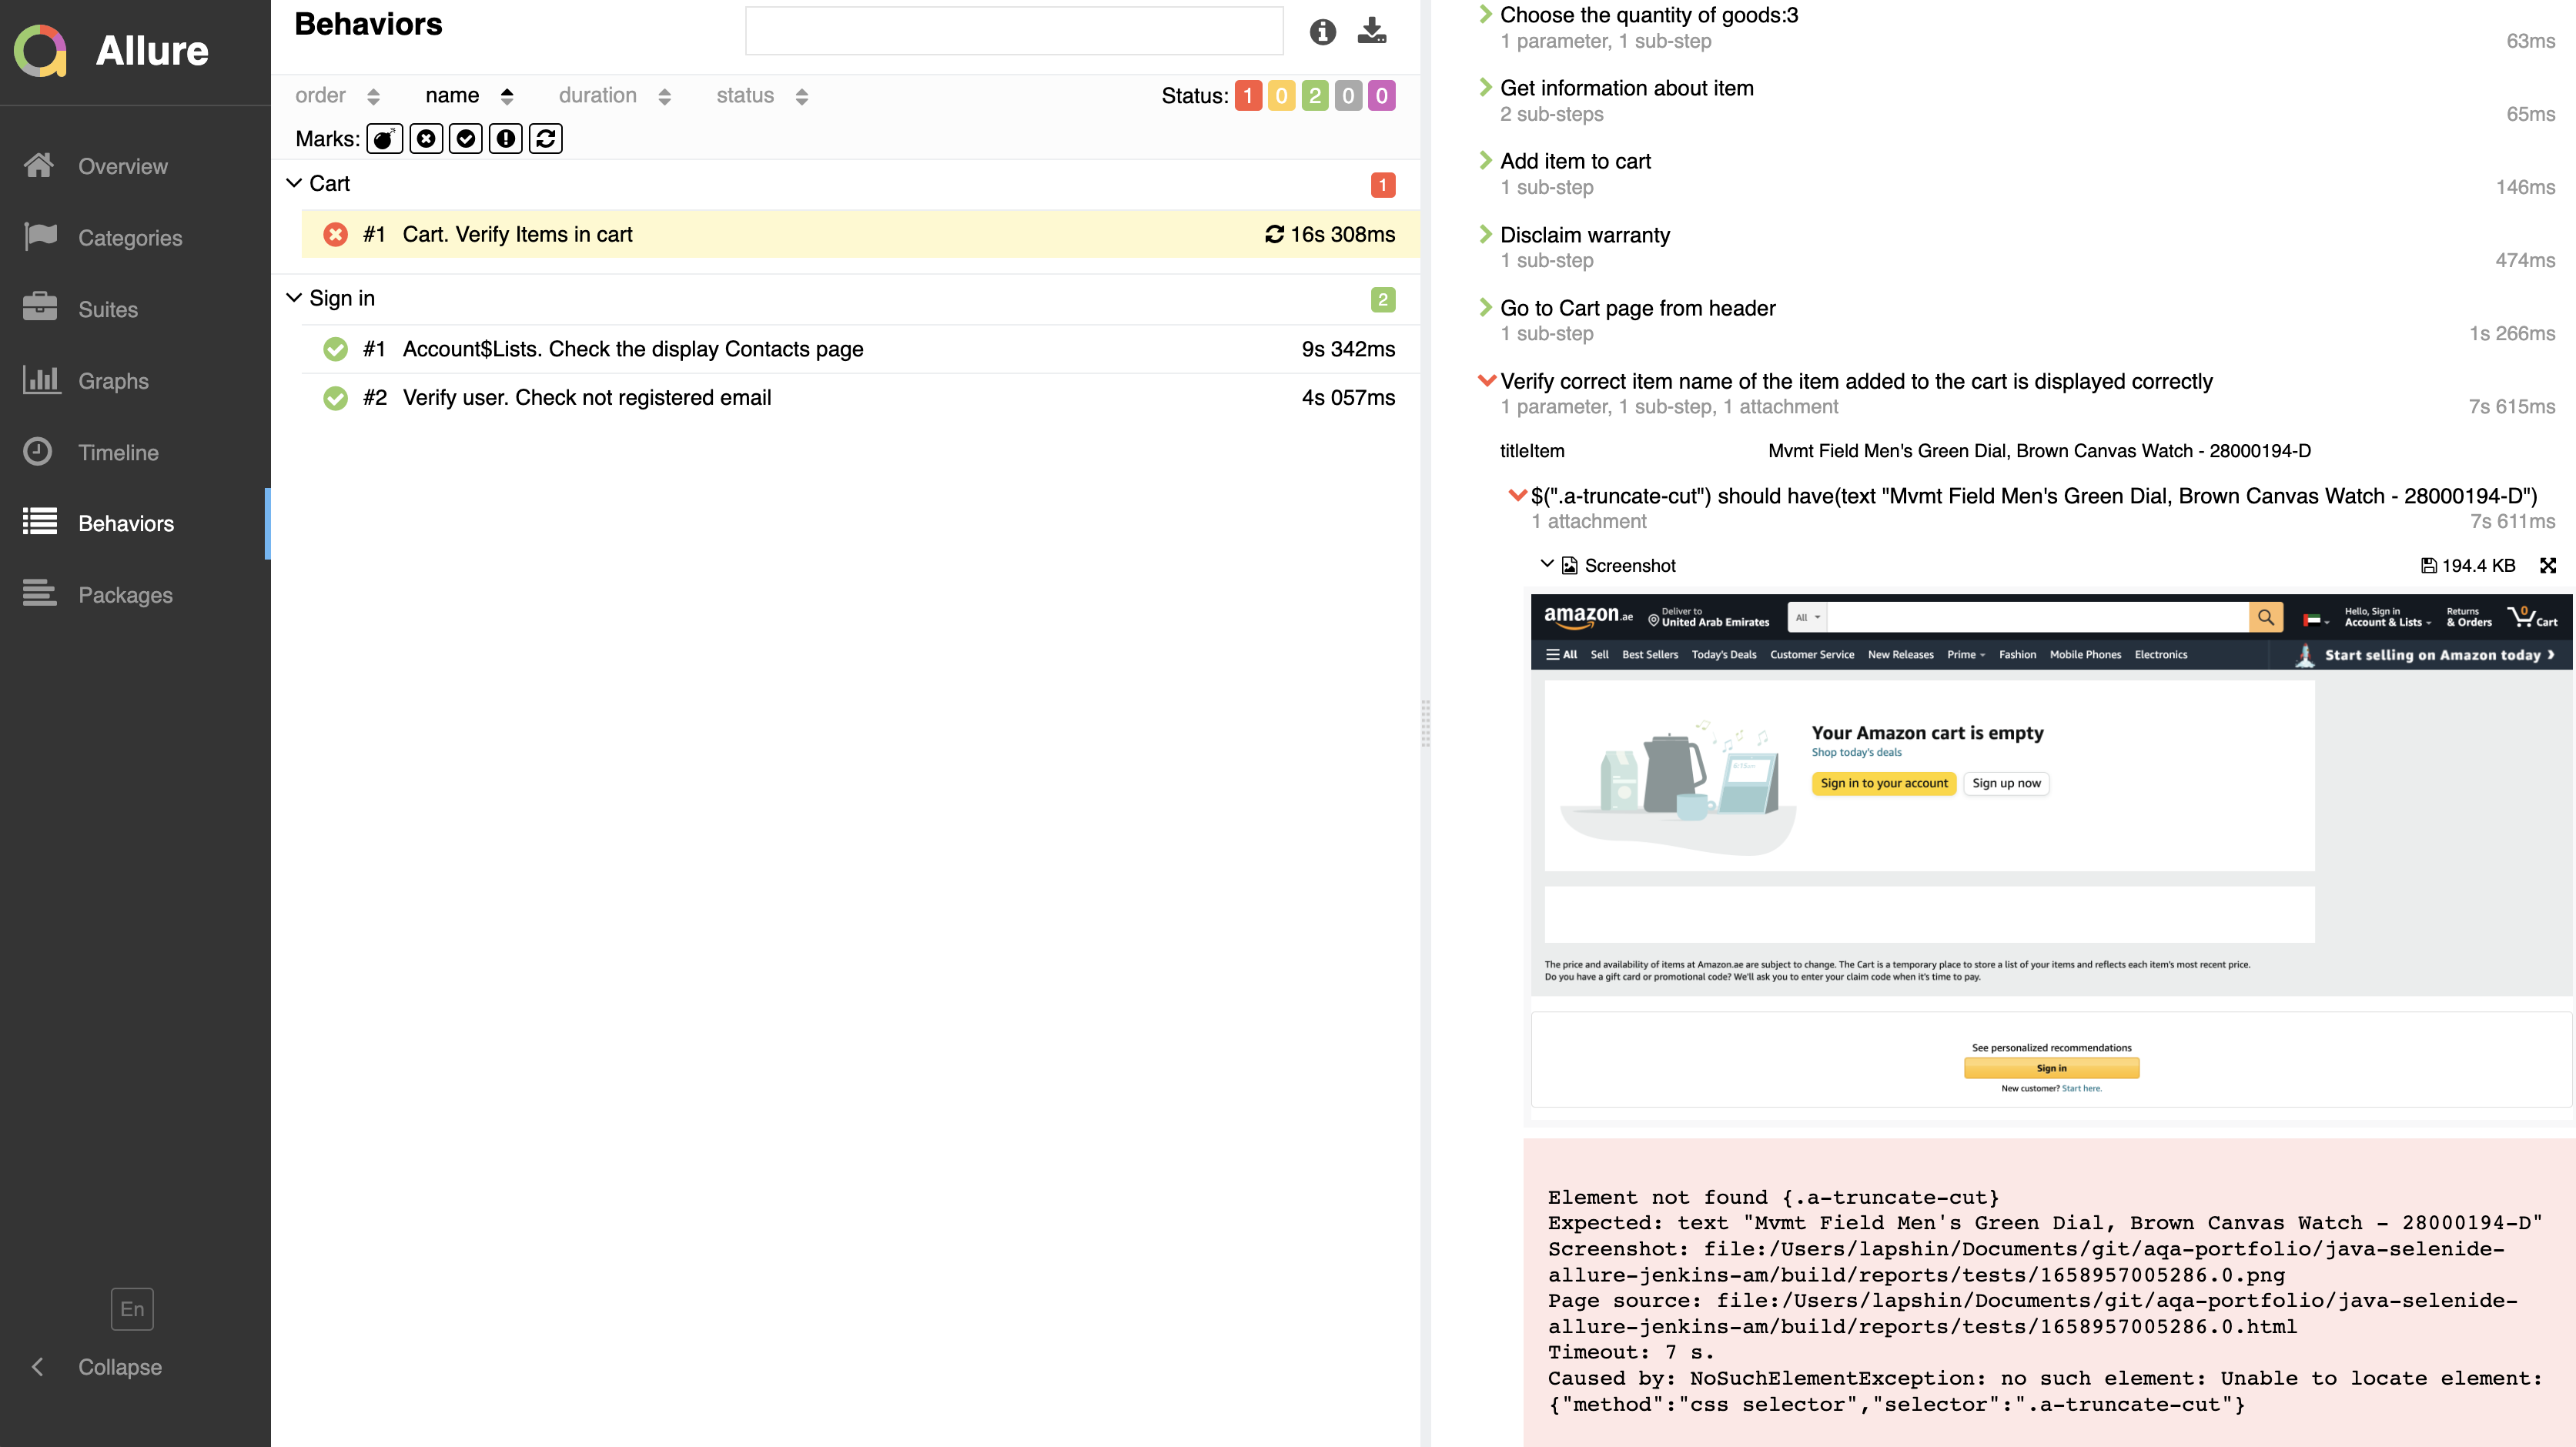 Allure
Overview
Categories
Suites
Graphs
Timeline
Behaviors
Packages
En
Collapse
Behaviors
order name duration status
Status: 1 0 2 0 0
Marks:
Cart 1
#1 Cart. Verify Items in cart 16s 308ms
Sign in 2
#1 Account$Lists. Check the display Contacts page 9s 342ms
#2 Verify user. Check not registered email 4s 057ms
Choose the quantity of goods:3
1 parameter, 1 sub-step 63ms
Get information about item
2 sub-steps 65ms
Add item to cart
1 sub-step 146ms
Disclaim warranty
1 sub-step 474ms
Go to Cart page from header
1 sub-step 1s 266ms
Verify correct item name of the item added to the cart is displayed correctly
1 parameter, 1 sub-step, 1 attachment 7s 615ms
titleItem Mvmt Field Men's Green Dial, Brown Canvas Watch - 28000194-D
$(".a-truncate-cut") should have(text "Mvmt Field Men's Green Dial, Brown Canvas Watch - 28000194-D")
1 attachment 7s 611ms
Screenshot 194.4 KB
amazon.ae
Deliver to
United Arab Emirates
All
Hello, Sign in
Account & Lists
Returns
& Orders
0
Cart
All Sell Best Sellers Today's Deals Customer Service New Releases Prime Fashion Mobile Phones Electronics
Start selling on Amazon today ›
Your Amazon cart is empty
Shop today's deals
Sign in to your account Sign up now
The price and availability of items at Amazon.ae are subject to change. The Cart is a temporary place to store a list of your items and reflects each item's most recent price.
Do you have a gift card or promotional code? We'll ask you to enter your claim code when it's time to pay.
See personalized recommendations
Sign in
New customer? Start here.
Element not found {.a-truncate-cut}
Expected: text "Mvmt Field Men's Green Dial, Brown Canvas Watch - 28000194-D"
Screenshot: file:/Users/lapshin/Documents/git/aqa-portfolio/java-selenide-
allure-jenkins-am/build/reports/tests/1658957005286.0.png
Page source: file:/Users/lapshin/Documents/git/aqa-portfolio/java-selenide-
allure-jenkins-am/build/reports/tests/1658957005286.0.html
Timeout: 7 s.
Caused by: NoSuchElementException: no such element: Unable to locate element:
{"method":"css selector","selector":".a-truncate-cut"}